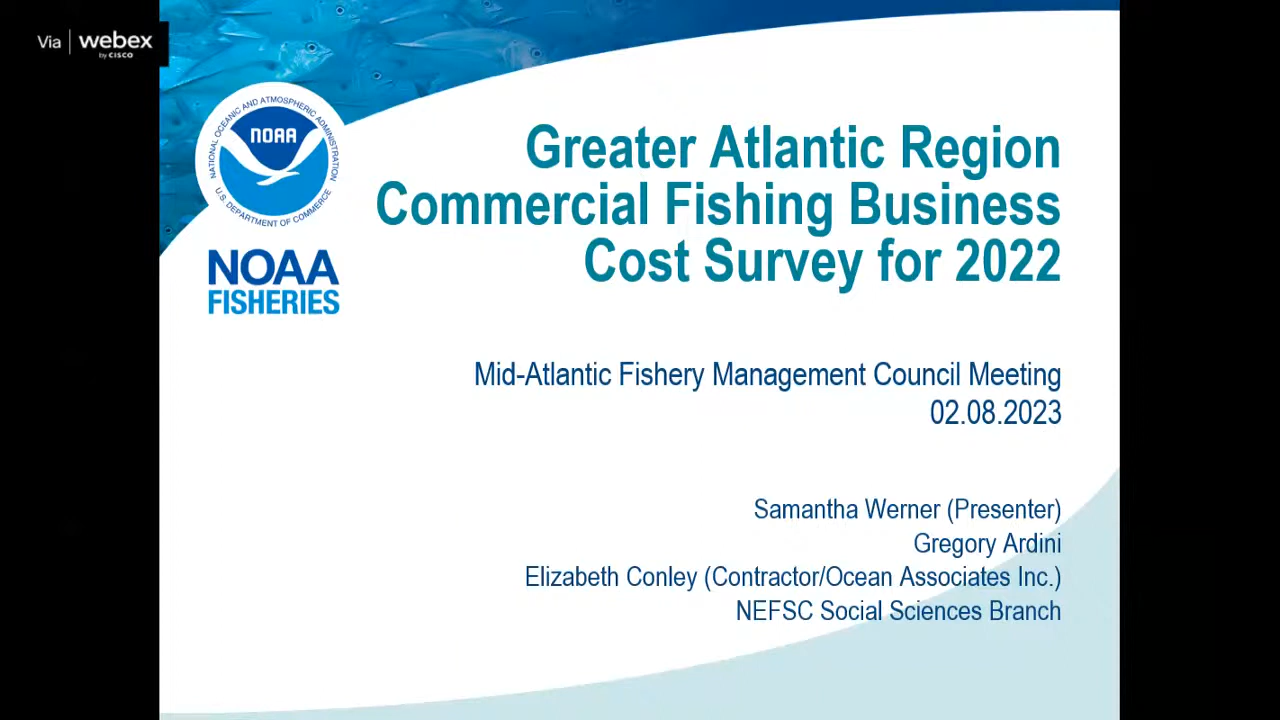 Via webex
by CISCO
NATIONAL OCEANIC AND ATMOSPHERIC ADMINISTRATION
NOAA
U.S. DEPARTMENT OF COMMERCE
NOAA
FISHERIES
Greater Atlantic Region
Commercial Fishing Business
Cost Survey for 2022
Mid-Atlantic Fishery Management Council Meeting
02.08.2023
Samantha Werner (Presenter)
Gregory Ardini
Elizabeth Conley (Contractor/Ocean Associates Inc.)
NEFSC Social Sciences Branch